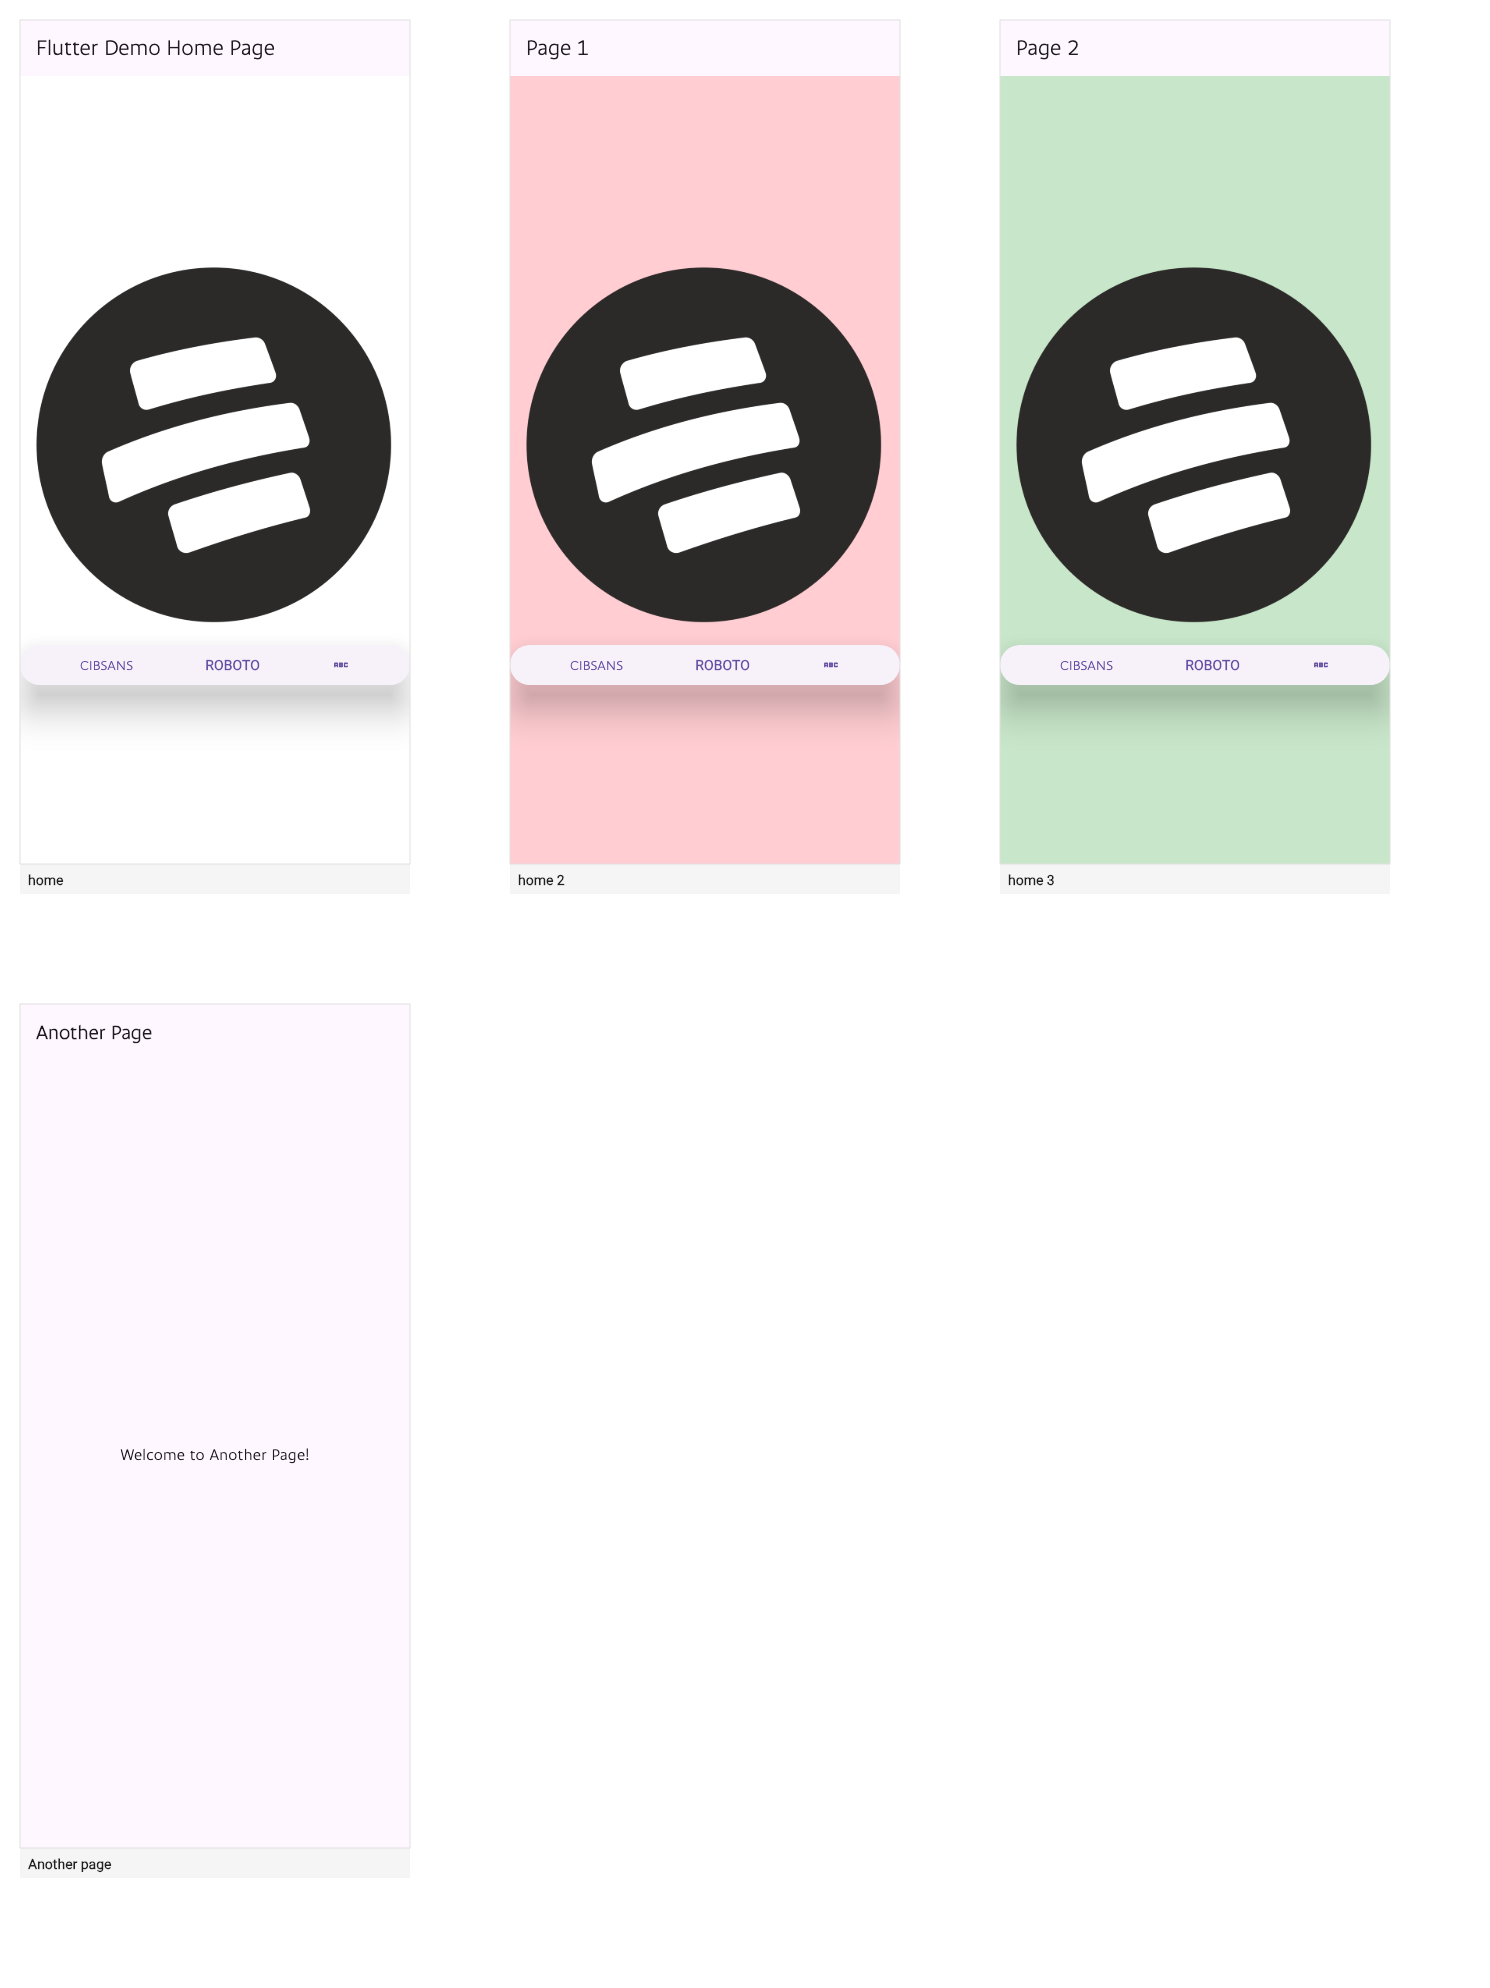 Flutter Demo Home Page
CIBSANS ROBOTO ABC
home
Page 1
CIBSANS ROBOTO ABC
home 2
Page 2
CIBSANS ROBOTO ABC
home 3
Another Page
Welcome to Another Page!
Another page